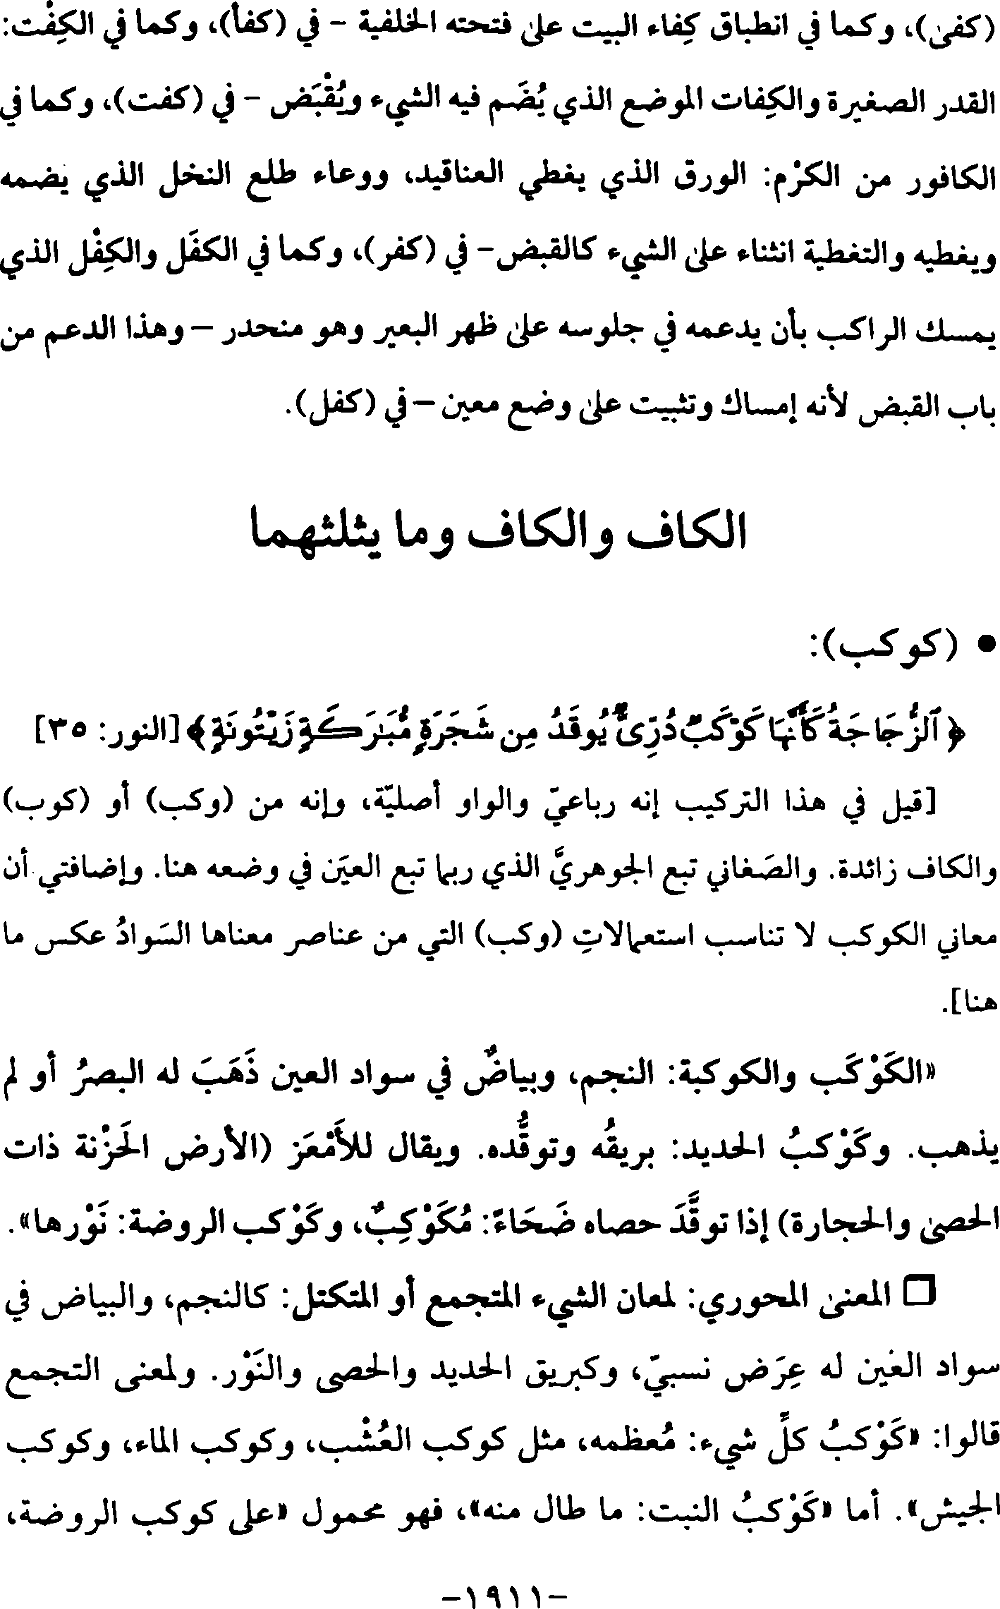 (كفى)، وكما في انطباق كِفاء البيت على فتحته الخلفية - في (كفأ)، وكما في الكِفْت:
القدر الصغيرة والكِفات الموضع الذي يُضَم فيه الشيء ويُقْبَض - في (كفت)، وكما في
الكافور من الكرْم: الورق الذي يغطي العناقيد، ووعاء طلع النخل الذي يضمه
ويغطيه والتغطية انثناء على الشيء كالقبض- في (كفر)، وكما في الكفَل والكِفْل الذي
يمسك الراكب بأن يدعمه في جلوسه على ظهر البعير وهو منحدر – وهذا الدعم من
باب القبض لأنه إمساك وتثبيت على وضع معين – في (كفل).
الكاف والكاف وما يثلثهما
• (كوكب):
﴿ٱلزُّجَاجَةُ كَأَنَّهَا كَوْكَبٌ دُرِّىٌّ يُوقَدُ مِن شَجَرَةٍ مُّبَٰرَكَةٍ زَيْتُونَةٍ﴾ [النور: ٣٥]
[قيل في هذا التركيب إنه رباعيّ والواو أصليّة، وإنه من (وكب) أو (كوب)
والكاف زائدة. والصَغاني تبع الجوهريَّ الذي ربما تبع العيَن في وضعه هنا. وإضافتي أن
معاني الكوكب لا تناسب استعمالاتِ (وكب) التي من عناصر معناها السَوادُ عكس ما
هنا].
«الكَوْكَب والكوكبة: النجم، وبياضٌ في سواد العين ذَهَبَ له البصرُ أو لم
يذهب. وكَوْكبُ الحديد: بريقُه وتوقُّده. ويقال للأَمْعَز (الأرض الحَزْنة ذات
الحصى والحجارة) إذا توقَّدَ حصاه ضَحَاءً: مُكَوْكِبٌ، وكَوْكب الروضة: نَوْرها».
❏ المعنى المحوري: لمعان الشيء المتجمع أو المتكتل: كالنجم، والبياض في
سواد العين له عِرَض نسبيّ، وكبريق الحديد والحصى والنَوْر. ولمعنى التجمع
قالوا: «كَوْكبُ كلِّ شيء: مُعظمه، مثل كوكب العُشْب، وكوكب الماء، وكوكب
الجيش». أما «كَوْكبُ النبت: ما طال منه»، فهو محمول «على كوكب الروضة،
-١٩١١-